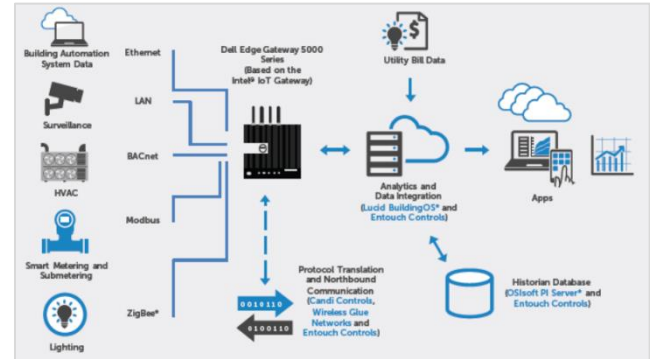 Building Automation
System Data
Surveillance
HVAC
Smart Metering and
Submetering
Lighting
Ethernet
LAN
BACnet
Modbus
ZigBee*
Dell Edge Gateway 5000
Series
(Based on the
Intel® IoT Gateway)
0010110
0100110
Protocol Translation
and Northbound
Communication
(Candi Controls,
Wireless Glue
Networks and
Entouch Controls)
$
Utility Bill Data
Analytics and
Data Integration
(Lucid BuildingOS* and
Entouch Controls)
Apps
Historian Database
(OSIsoft PI Server* and
Entouch Controls)